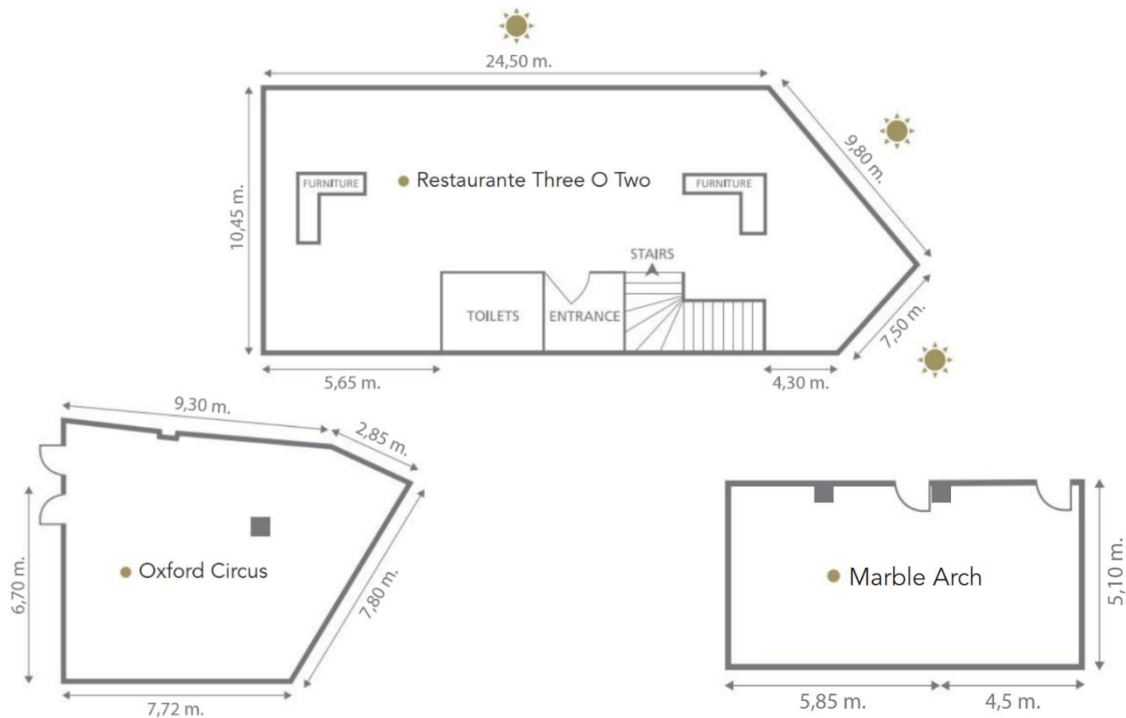 24,50 m.
9,80 m.
10,45 m.
FURNITURE
Restaurante Three O Two
FURNITURE
STAIRS
TOILETS
ENTRANCE
7,50 m.
5,65 m.
4,30 m.
9,30 m.
2,85 m.
6,70 m.
Oxford Circus
7,80 m.
7,72 m.
Marble Arch
5,10 m.
5,85 m.
4,5 m.